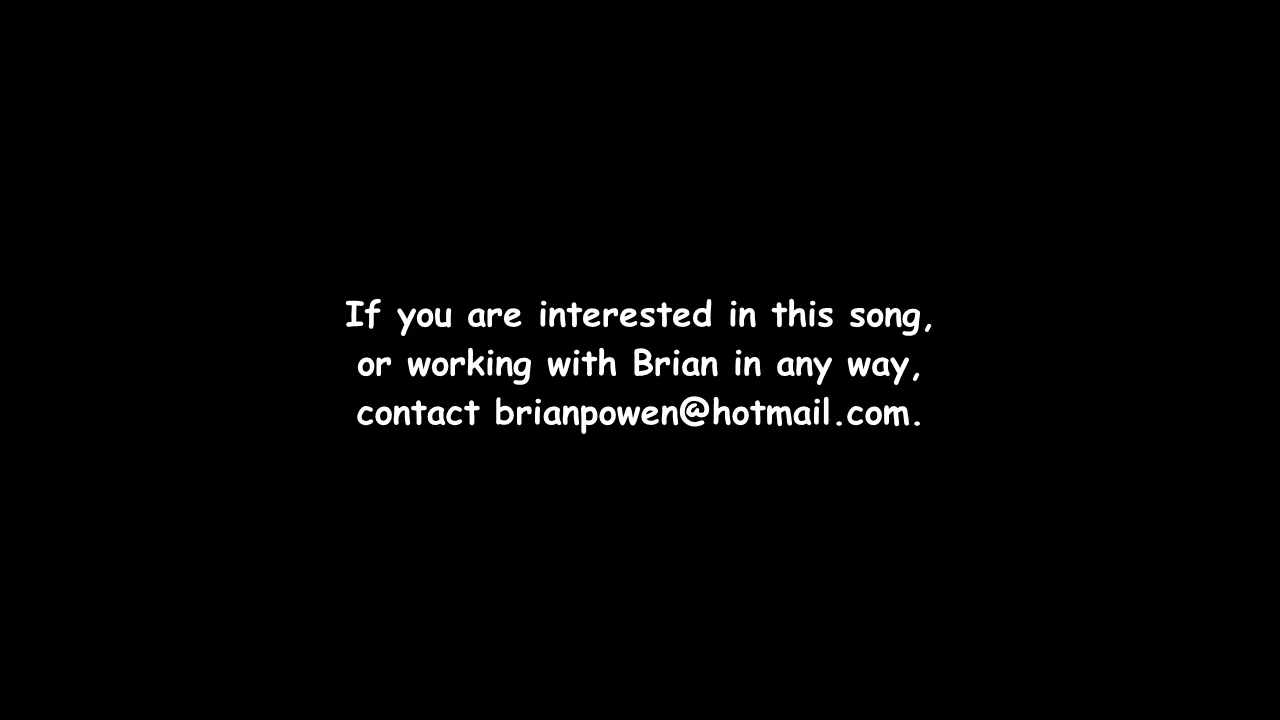 If you are interested in this song,
or working with Brian in any way,
contact brianpowen@hotmail.com.